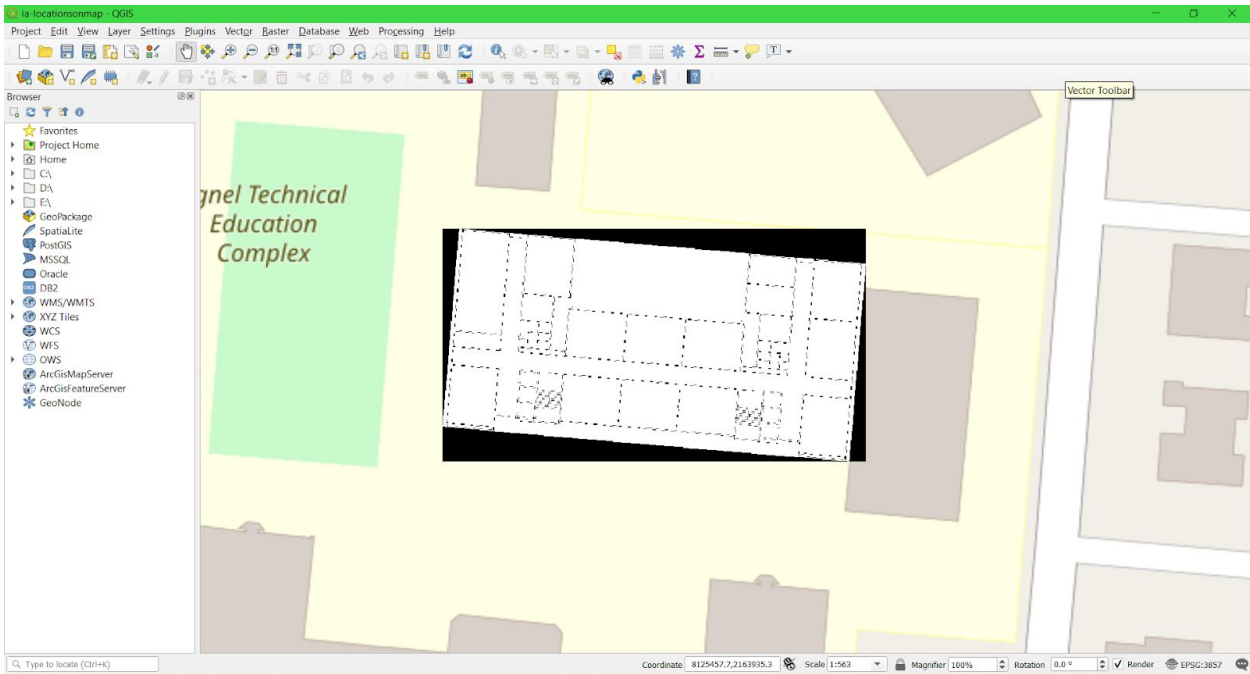 ia-locationsonmap - QGIS
Project Edit View Layer Settings Plugins Vector Raster Database Web Processing Help
Vector Toolbar
Browser
Favorites
Project Home
Home
C:\
D:\
E:\
GeoPackage
SpatiaLite
PostGIS
MSSQL
Oracle
DB2
WMS/WMTS
XYZ Tiles
WCS
WFS
OWS
ArcGisMapServer
ArcGisFeatureServer
GeoNode
gnel Technical
Education
Complex
Type to locate (Ctrl+K) Coordinate 8125457.7,2163935.3 Scale 1:563 Magnifier 100% Rotation 0.0 ° Render EPSG:3857